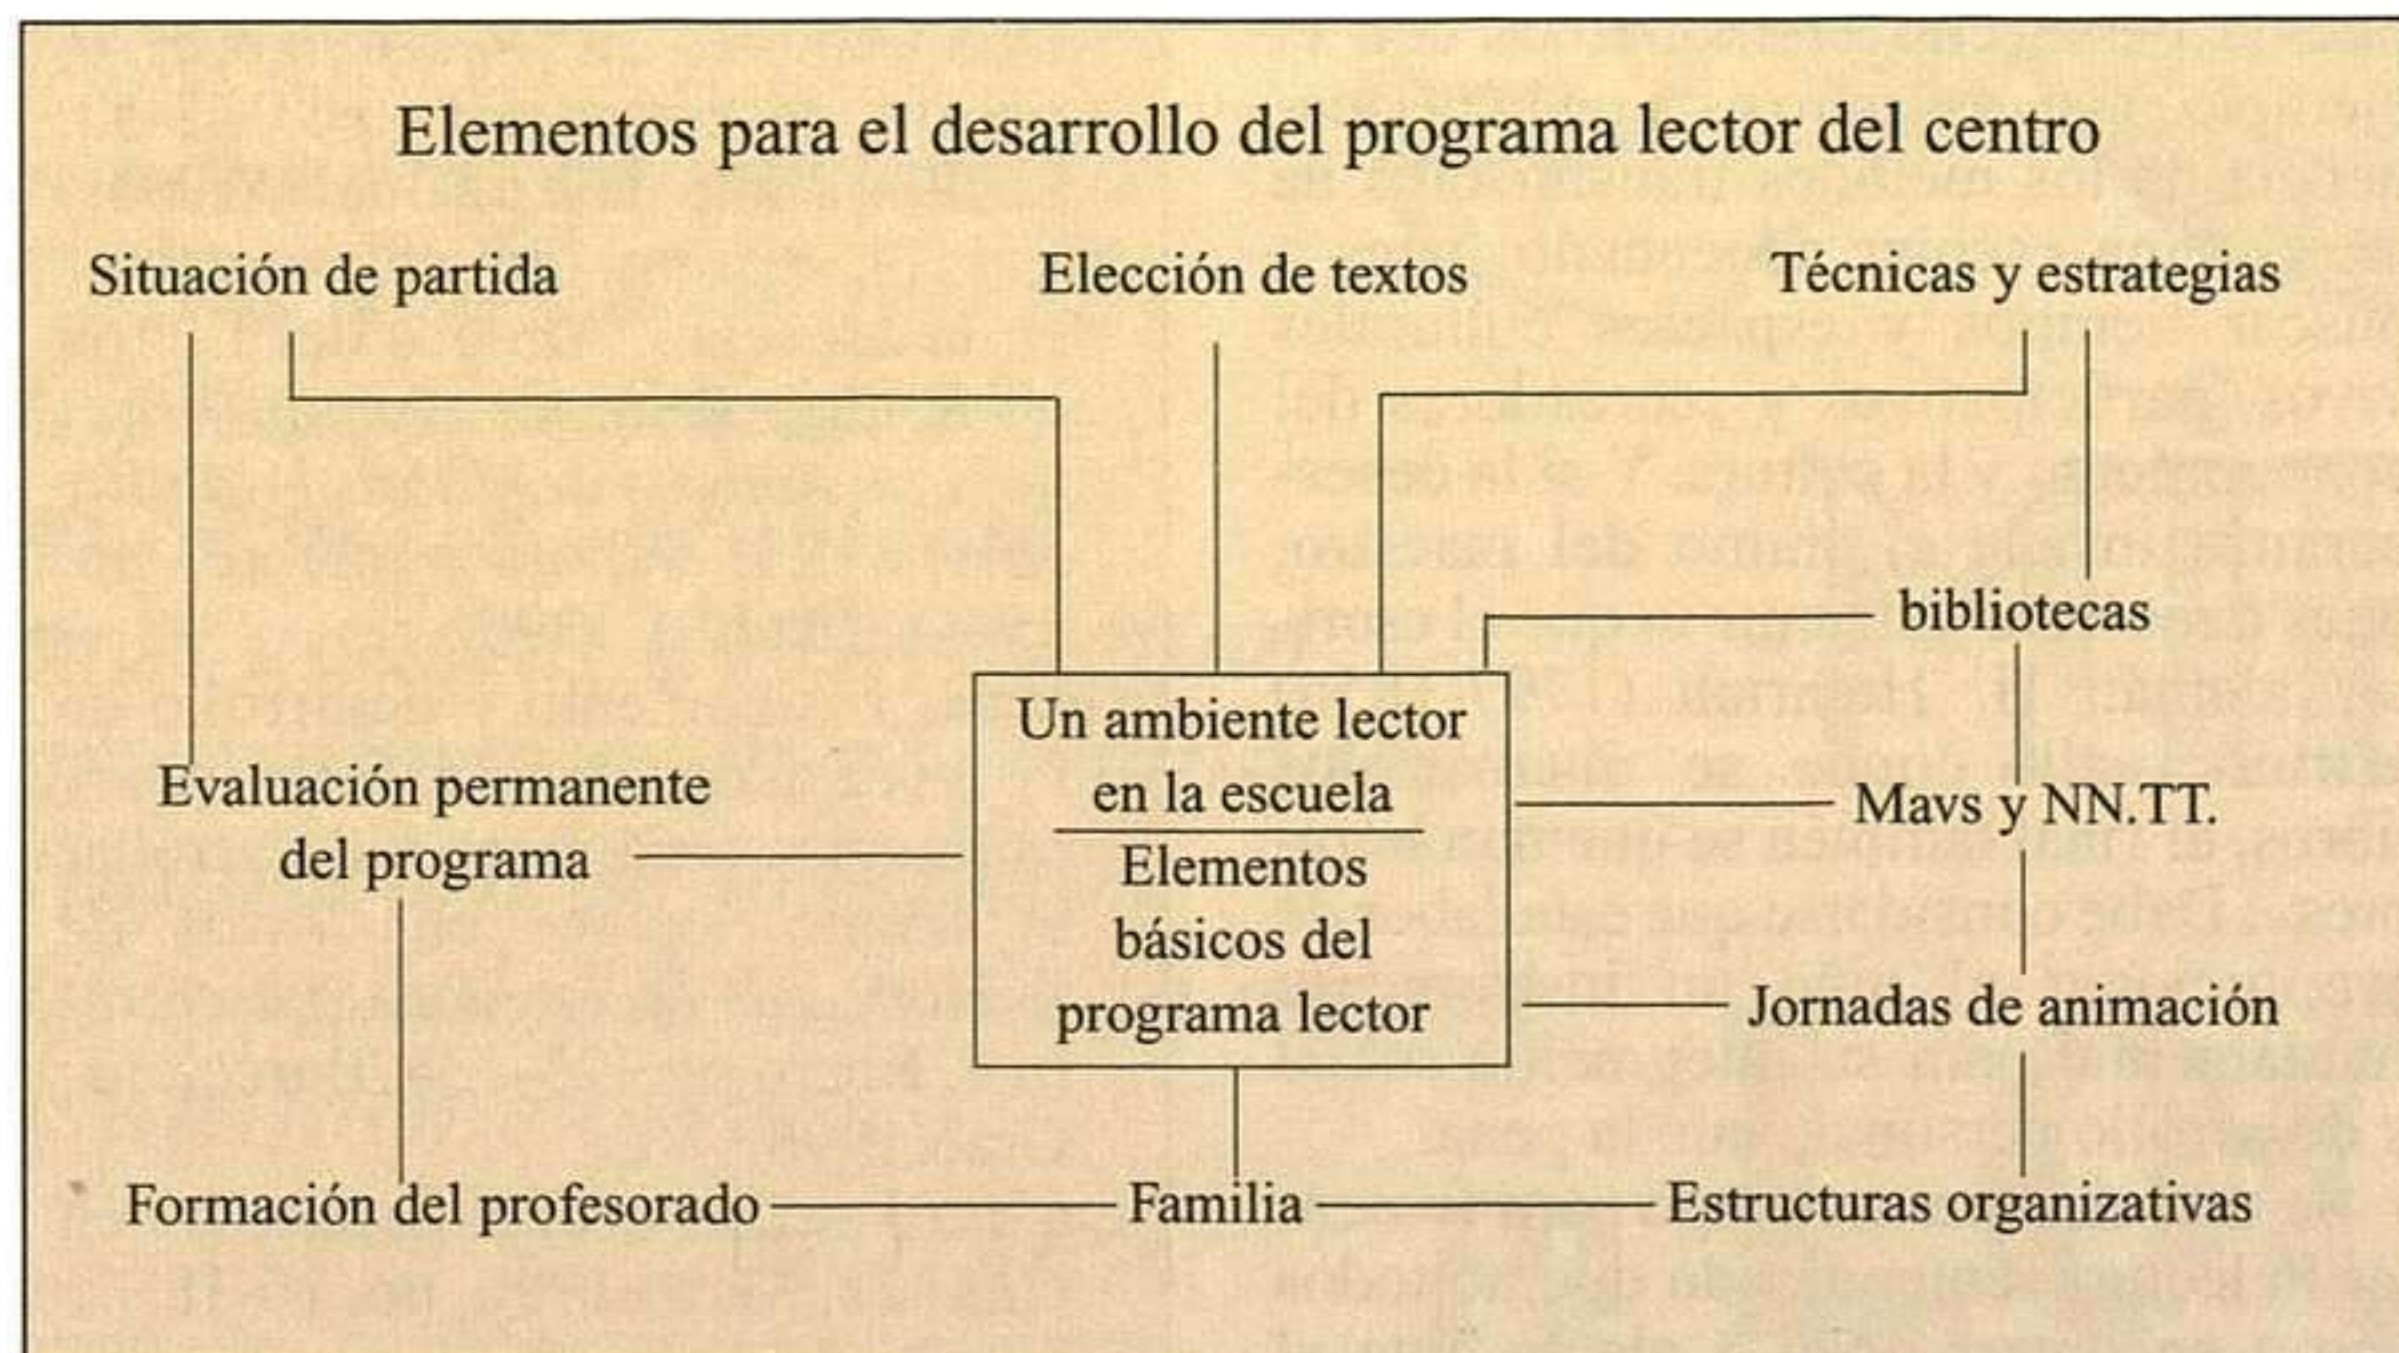 Elementos para el desarrollo del programa lector del centro
Situación de partida
Elección de textos
Técnicas y estrategias
bibliotecas
Un ambiente lector
en la escuela
Elementos
básicos del
programa lector
Evaluación permanente
del programa
Mavs y NN.TT.
Jornadas de animación
Formación del profesorado
Familia
Estructuras organizativas